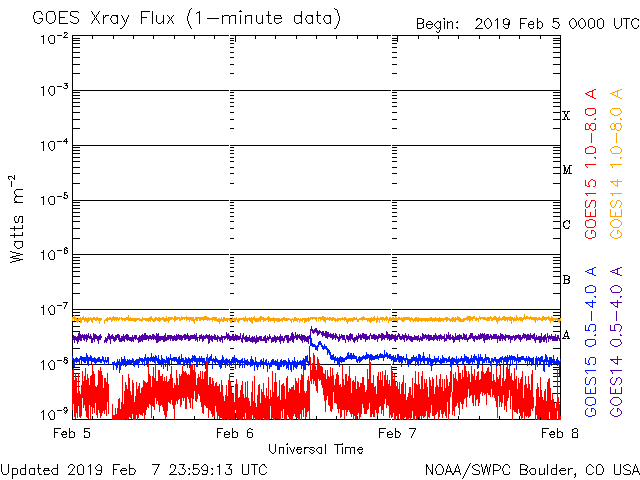 GOES Xray Flux (1-minute data)
Begin: 2019 Feb 5 0000 UTC
10⁻²
10⁻³
10⁻⁴
10⁻⁵
10⁻⁶
10⁻⁷
10⁻⁸
10⁻⁹
Watts m⁻²
X
M
C
B
A
GOES15 1.0-8.0 A
GOES14 1.0-8.0 A
GOES15 0.5-4.0 A
GOES14 0.5-4.0 A
Feb 5
Feb 6
Feb 7
Feb 8
Universal Time
Updated 2019 Feb 7 23:59:13 UTC
NOAA/SWPC Boulder, CO USA